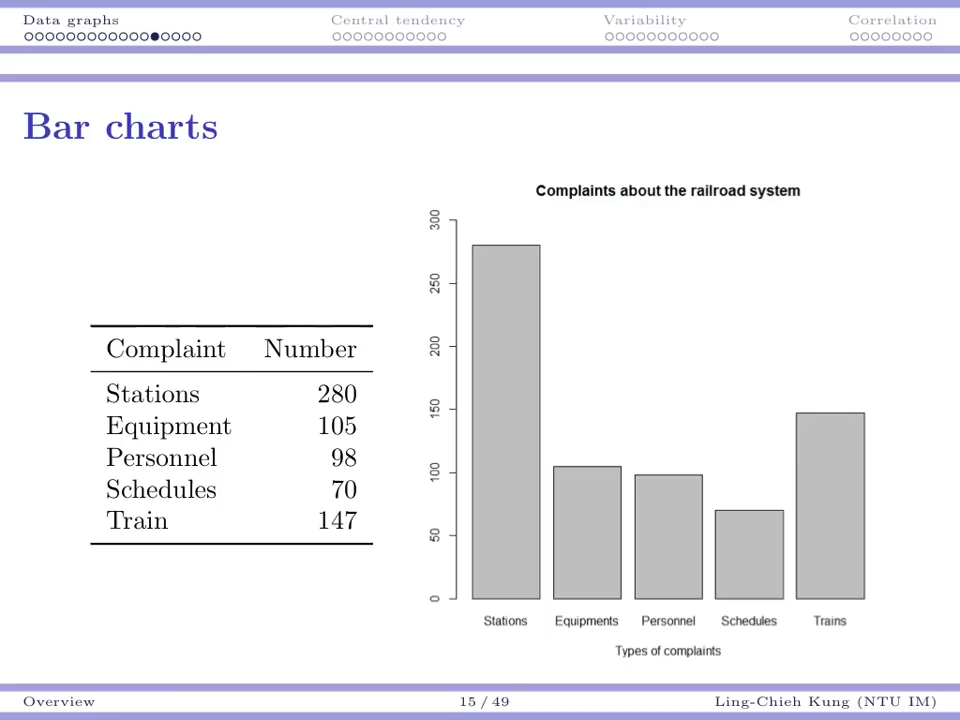 Data graphs Central tendency Variability Correlation
Bar charts
Complaint Number
Stations 280
Equipment 105
Personnel 98
Schedules 70
Train 147
Complaints about the railroad system
300
250
200
150
100
50
0
Stations Equipments Personnel Schedules Trains
Types of complaints
Overview 15 / 49 Ling-Chieh Kung (NTU IM)